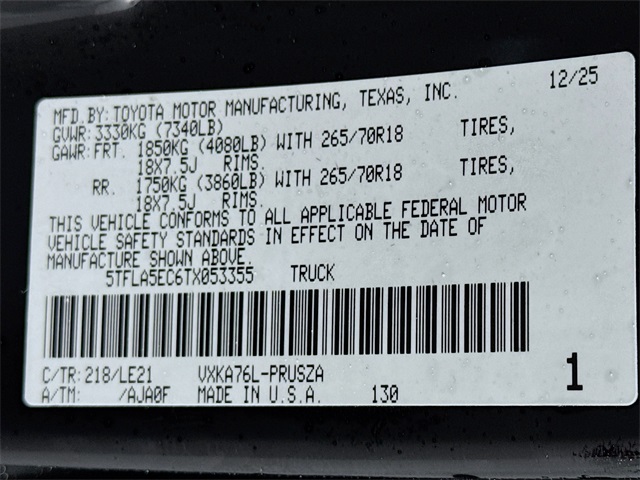 12/25
MFD.BY:TOYOTA MOTOR MANUFACTURING, TEXAS, INC.
GVWR:3330KG (7340LB)
GAWR:FRT. 1850KG (4080LB) WITH 265/70R18 TIRES,
18X7.5J RIMS.
RR. 1750KG (3860LB) WITH 265/70R18 TIRES,
18X7.5J RIMS.
THIS VEHICLE CONFORMS TO ALL APPLICABLE FEDERAL MOTOR
VEHICLE SAFETY STANDARDS IN EFFECT ON THE DATE OF
MANUFACTURE SHOWN ABOVE.
5TFLA5EC6TX053355 TRUCK
C/TR:218/LE21 VXKA76L-PRUSZA
A/TM: /AJA0F MADE IN U.S.A. 130
1